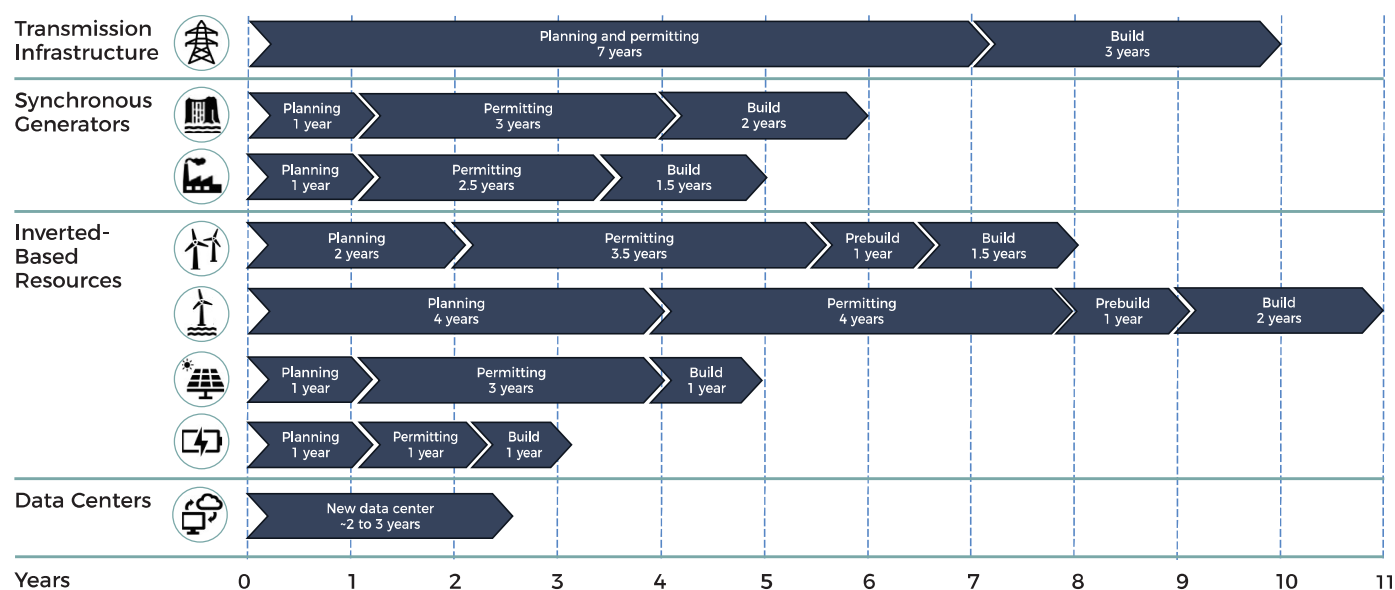 Transmission
Infrastructure
Planning and permitting
7 years
Build
3 years
Synchronous
Generators
Planning
1 year
Permitting
3 years
Build
2 years
Planning
1 year
Permitting
2.5 years
Build
1.5 years
Inverted-
Based
Resources
Planning
2 years
Permitting
3.5 years
Prebuild
1 year
Build
1.5 years
Planning
4 years
Permitting
4 years
Prebuild
1 year
Build
2 years
Planning
1 year
Permitting
3 years
Build
1 year
Planning
1 year
Permitting
1 year
Build
1 year
Data Centers
New data center
~2 to 3 years
Years 0 1 2 3 4 5 6 7 8 9 10 11